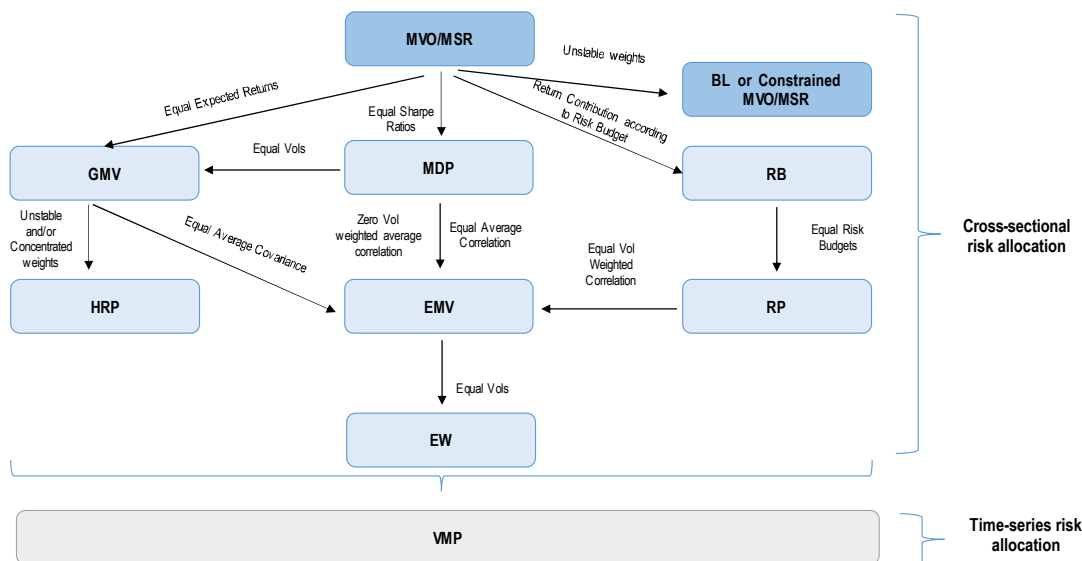 MVO/MSR
Unstable weights
BL or Constrained
MVO/MSR
Equal Expected Returns
Equal Sharpe
Ratios
Return Contribution according
to Risk Budget
GMV
Equal Vols
MDP
RB
Unstable
and/or
Concentrated
weights
Equal Average Covariance
Zero Vol
weighted average
correlation
Equal Average
Correlation
Equal Vol
Weighted
Correlation
Equal Risk
Budgets
Cross-sectional
risk allocation
HRP
EMV
RP
Equal Vols
EW
VMP
Time-series risk
allocation